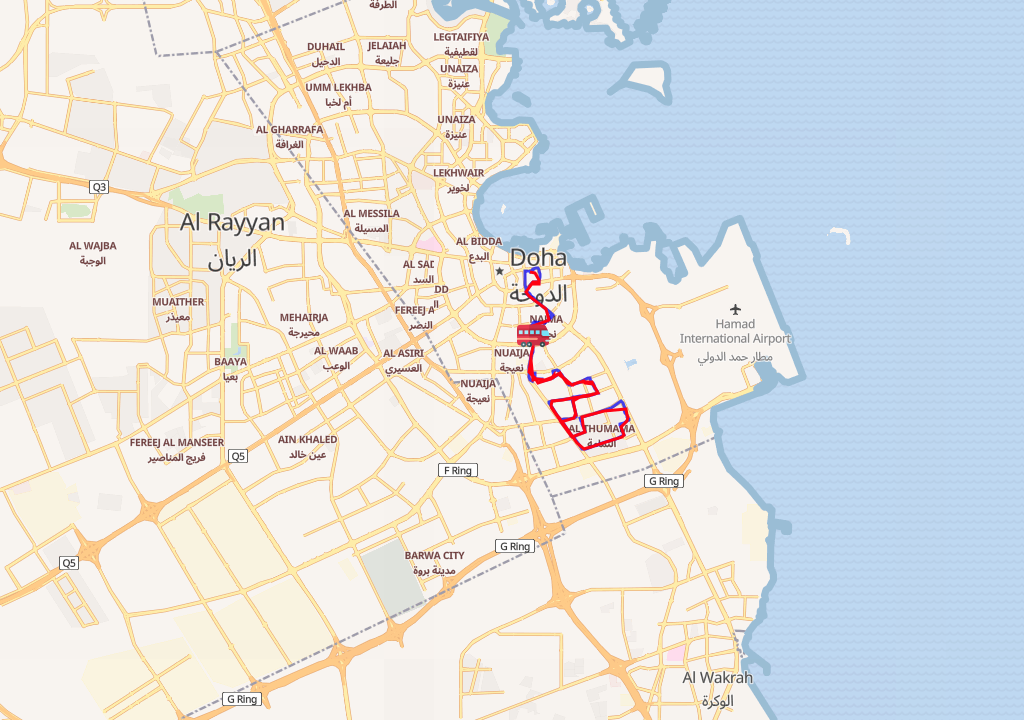 الطرفة
DUHAIL
الدحيل
JELAIAH
جليعة
LEGTAIFIYA
لقطيفية
UNAIZA
عنيزة
UMM LEKHBA
أم لخبا
AL GHARRAFA
الغرافة
UNAIZA
عنيزة
LEKHWAIR
لخوير
Q3
Al Rayyan
الريان
AL MESSILA
المسيلة
AL WAJBA
الوجبة
AL BIDDA
البدع
Doha
الدوحة
AL SAD
السد
DD
MUAITHER
معيذر
MEHAIRJA
محيرجة
FEREEJ A
النصر
NAJMA
Hamad
International Airport
مطار حمد الدولي
BAAYA
بعيا
AL WAAB
الوعب
AL ASIRI
العسيري
NUAIJA
نعيجة
NUAIJA
نعيجة
AL THUMAMA
الثمامة
FEREEJ AL MANSEER
فريج المناصير
AIN KHALED
عين خالد
Q5
F Ring
G Ring
G Ring
BARWA CITY
مدينة بروة
Q5
Al Wakrah
الوكرة
G Ring